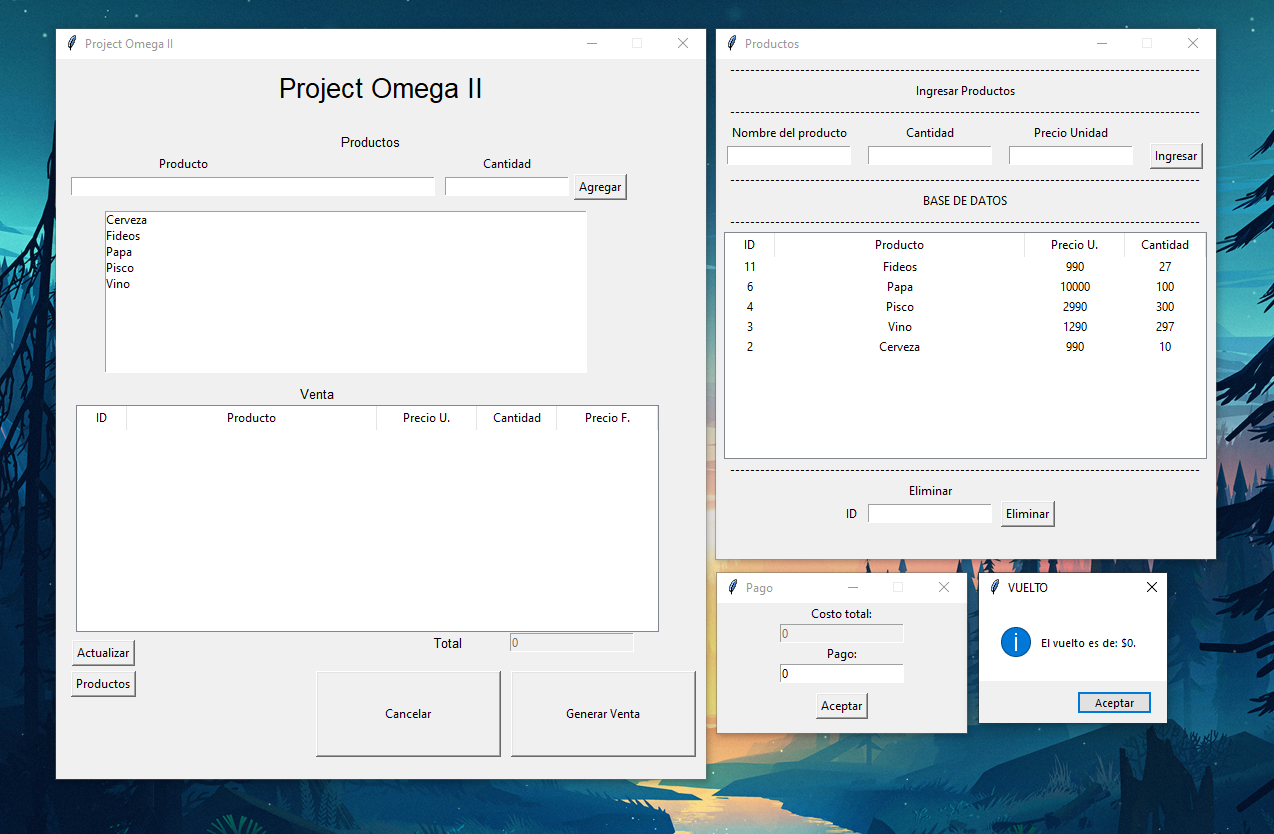 Project Omega II
Project Omega II
Productos
Producto Cantidad
Agregar
Cerveza
Fideos
Papa
Pisco
Vino
Venta
ID Producto Precio U. Cantidad Precio F.
Actualizar Total 0
Productos
Cancelar Generar Venta
Productos
--------------------------------------------------------------------------------
Ingresar Productos
--------------------------------------------------------------------------------
Nombre del producto Cantidad Precio Unidad
Ingresar
--------------------------------------------------------------------------------
BASE DE DATOS
--------------------------------------------------------------------------------
ID Producto Precio U. Cantidad
11 Fideos 990 27
6 Papa 10000 100
4 Pisco 2990 300
3 Vino 1290 297
2 Cerveza 990 10
--------------------------------------------------------------------------------
Eliminar
ID Eliminar
Pago
Costo total:
0
Pago:
0
Aceptar
VUELTO
i El vuelto es de: $0.
Aceptar